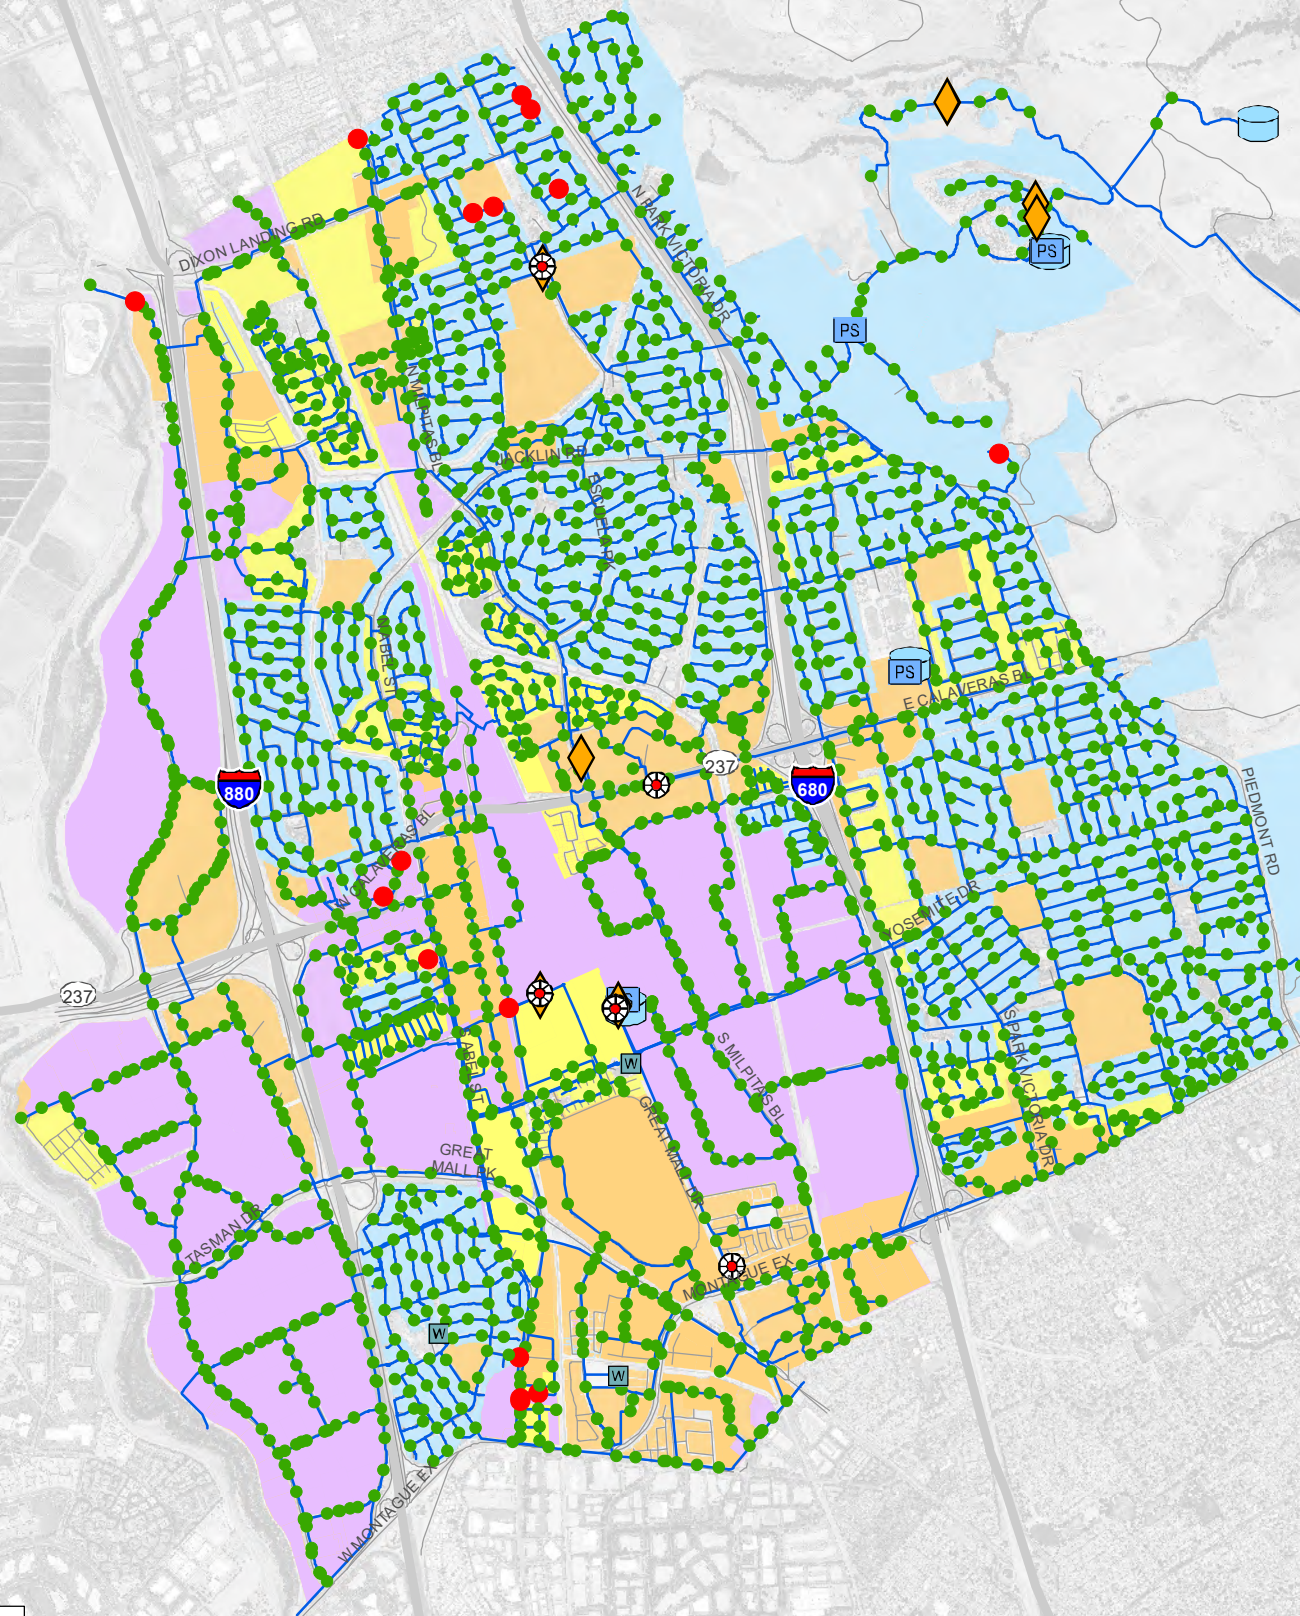 N PARK VICTORIA DR
DIXON LANDING RD
PS
PS
N MILPITAS BL
JACKLIN RD
ESCUELA PK
N ABEL ST
PS
E CALAVERAS BL
237
880
680
PIEDMONT RD
N CALAVERAS BL
YOSEMITE DR
237
S
W
S ABEL ST
S MILPITAS BL
S PARK VICTORIA DR
GREAT MALL DR
GREAT
MALL PK
TASMAN DR
MONTAGUE EX
W
W
W MONTAGUE EX